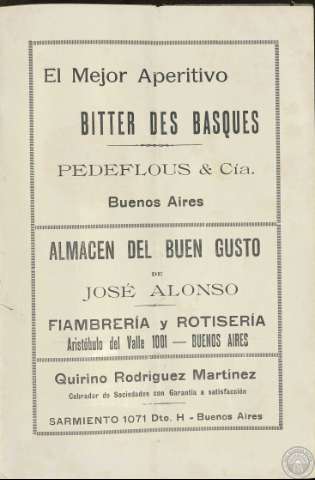 El Mejor Aperitivo
BITTER DES BASQUES
PEDEFLOUS & Cía.
Buenos Aires
ALMACEN DEL BUEN GUSTO
DE
JOSÉ ALONSO
FIAMBRERÍA y ROTISERÍA
Aristóbulo del Valle 1001 — BUENOS AIRES
Quirino Rodríguez Martínez
Cobrador de Sociedades con Garantía a satisfacción
SARMIENTO 1071 Dto. H - Buenos Aires